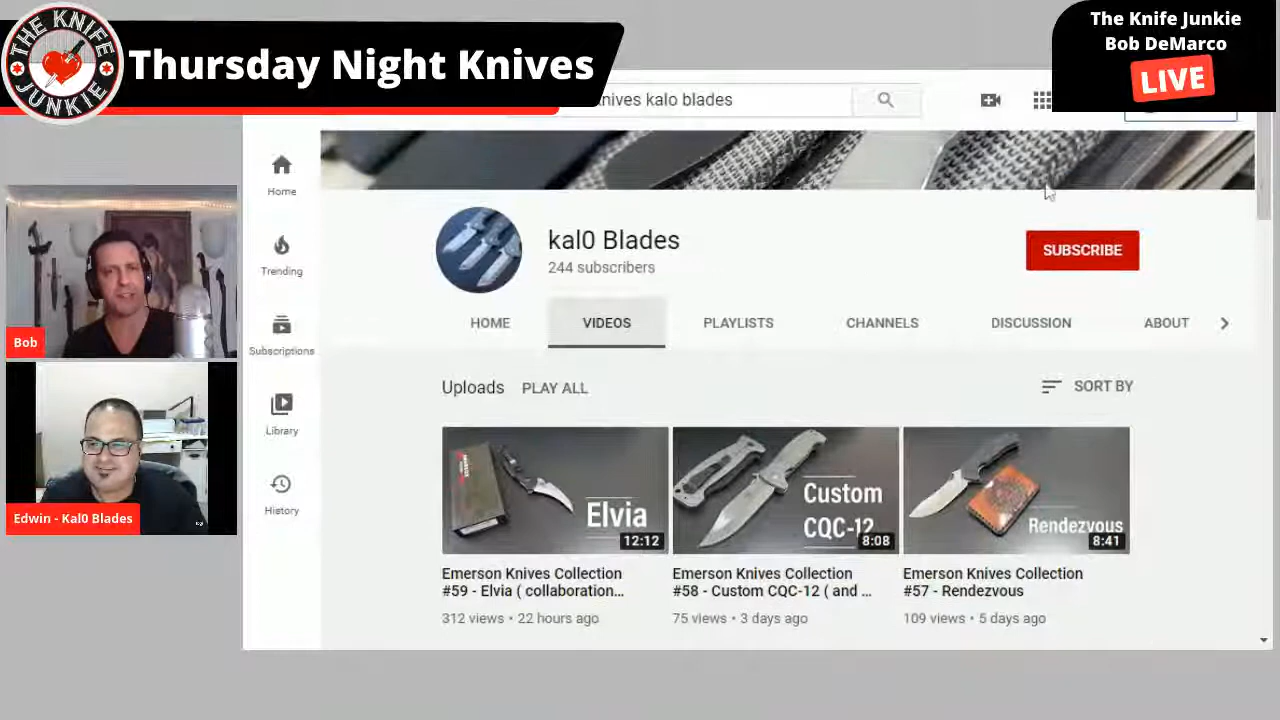 THE KNIFE
JUNKIE
Thursday Night Knives
The Knife Junkie
Bob DeMarco
LIVE
knives kalo blades
Home
Trending
Subscriptions
Library
History
kal0 Blades
244 subscribers
SUBSCRIBE
HOME
VIDEOS
PLAYLISTS
CHANNELS
DISCUSSION
ABOUT
Uploads
PLAY ALL
SORT BY
Elvia
12:12
Custom
CQC-12
8:08
Rendezvous
8:41
Emerson Knives Collection
#59 - Elvia ( collaboration...
312 views • 22 hours ago
Emerson Knives Collection
#58 - Custom CQC-12 ( and ...
75 views • 3 days ago
Emerson Knives Collection
#57 - Rendezvous
109 views • 5 days ago
Bob
Edwin - Kal0 Blades